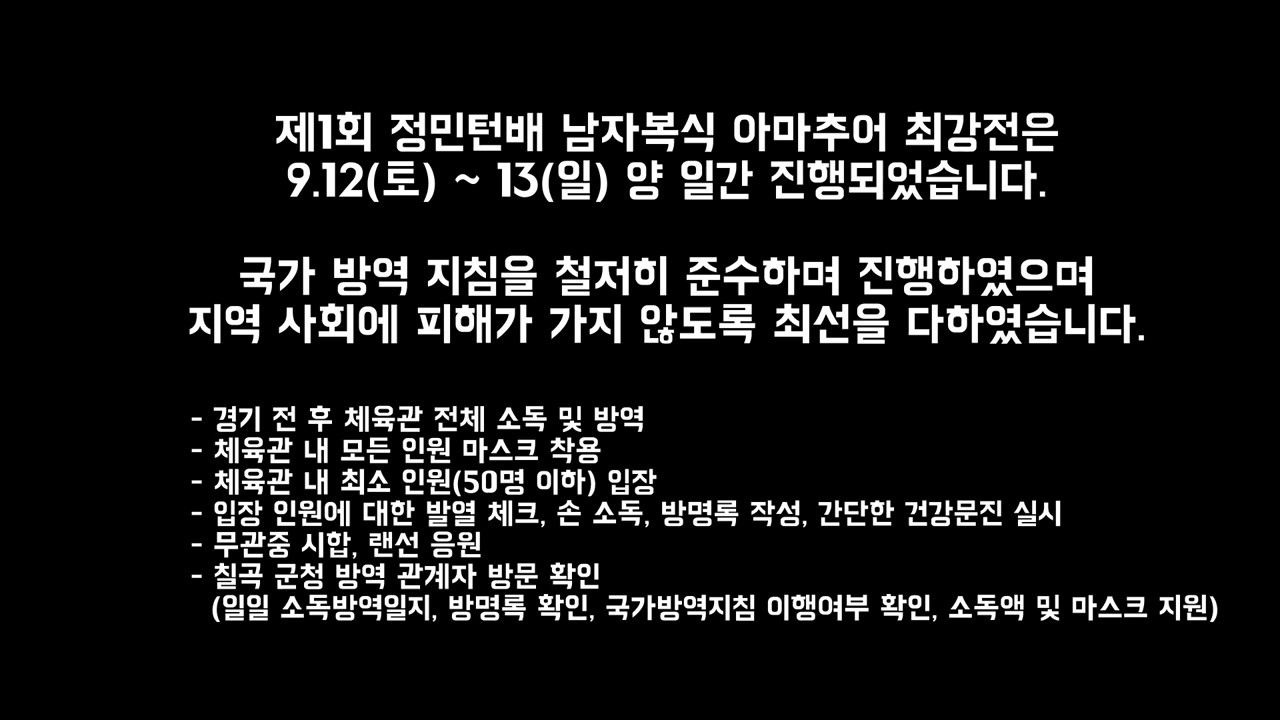 제1회 정민턴배 남자복식 아마추어 최강전은
9.12(토) ~ 13(일) 양 일간 진행되었습니다.
국가 방역 지침을 철저히 준수하며 진행하였으며
지역 사회에 피해가 가지 않도록 최선을 다하였습니다.
- 경기 전 후 체육관 전체 소독 및 방역
- 체육관 내 모든 인원 마스크 착용
- 체육관 내 최소 인원(50명 이하) 입장
- 입장 인원에 대한 발열 체크, 손 소독, 방명록 작성, 간단한 건강문진 실시
- 무관중 시합, 랜선 응원
- 칠곡 군청 방역 관계자 방문 확인
(일일 소독방역일지, 방명록 확인, 국가방역지침 이행여부 확인, 소독액 및 마스크 지원)